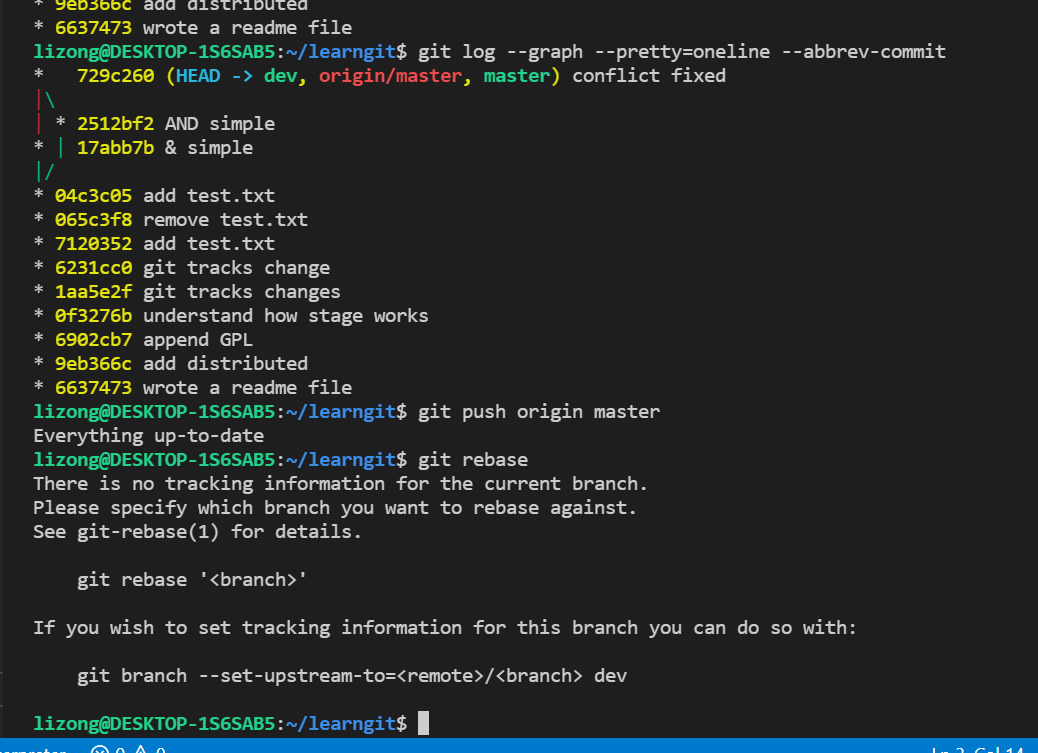 * 9eb366c add distributed
* 6637473 wrote a readme file
lizong@DESKTOP-1S6SAB5:~/learngit$ git log --graph --pretty=oneline --abbrev-commit
*   729c260 (HEAD -> dev, origin/master, master) conflict fixed
|\
| * 2512bf2 AND simple
* | 17abb7b & simple
|/
* 04c3c05 add test.txt
* 065c3f8 remove test.txt
* 7120352 add test.txt
* 6231cc0 git tracks change
* 1aa5e2f git tracks changes
* 0f3276b understand how stage works
* 6902cb7 append GPL
* 9eb366c add distributed
* 6637473 wrote a readme file
lizong@DESKTOP-1S6SAB5:~/learngit$ git push origin master
Everything up-to-date
lizong@DESKTOP-1S6SAB5:~/learngit$ git rebase
There is no tracking information for the current branch.
Please specify which branch you want to rebase against.
See git-rebase(1) for details.
    git rebase '<branch>'
If you wish to set tracking information for this branch you can do so with:
    git branch --set-upstream-to=<remote>/<branch> dev
lizong@DESKTOP-1S6SAB5:~/learngit$